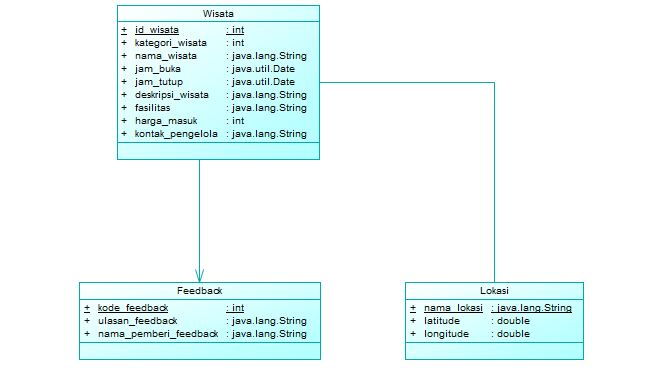 Wisata
+ id_wisata : int
+ kategori_wisata : int
+ nama_wisata : java.lang.String
+ jam_buka : java.util.Date
+ jam_tutup : java.util.Date
+ deskripsi_wisata : java.lang.String
+ fasilitas : java.lang.String
+ harga_masuk : int
+ kontak_pengelola : java.lang.String
Feedback
+ kode_feedback : int
+ ulasan_feedback : java.lang.String
+ nama_pemberi_feedback : java.lang.String
Lokasi
+ nama_lokasi : java.lang.String
+ latitude : double
+ longitude : double